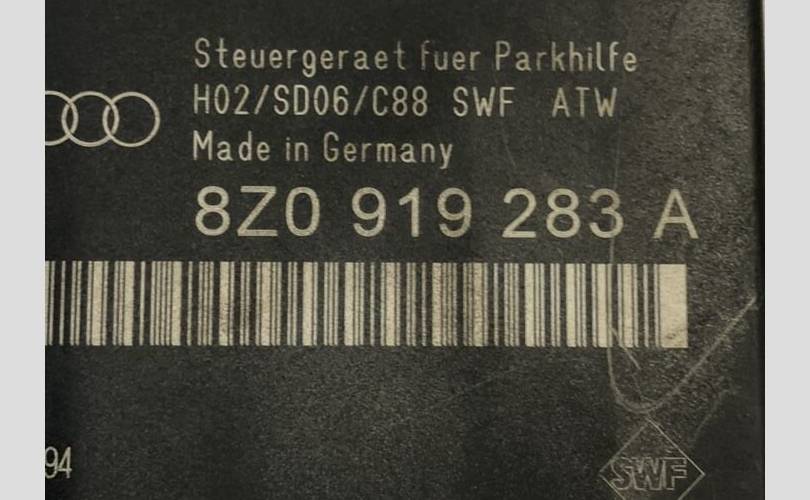 Steuergeraet fuer Parkhilfe
H02/SD06/C88 SWF ATW
Made in Germany
8Z0 919 283 A
94
SWF